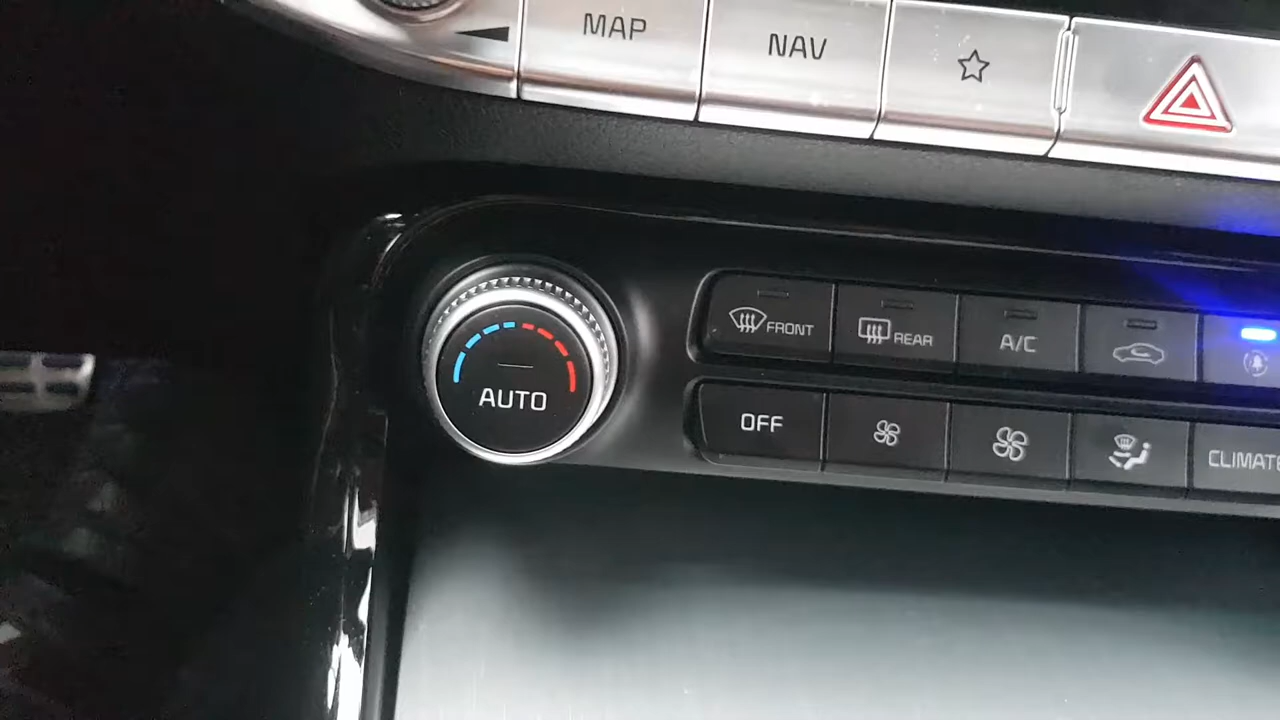 MAP
NAV
FRONT
REAR
A/C
AUTO
OFF
CLIMATE